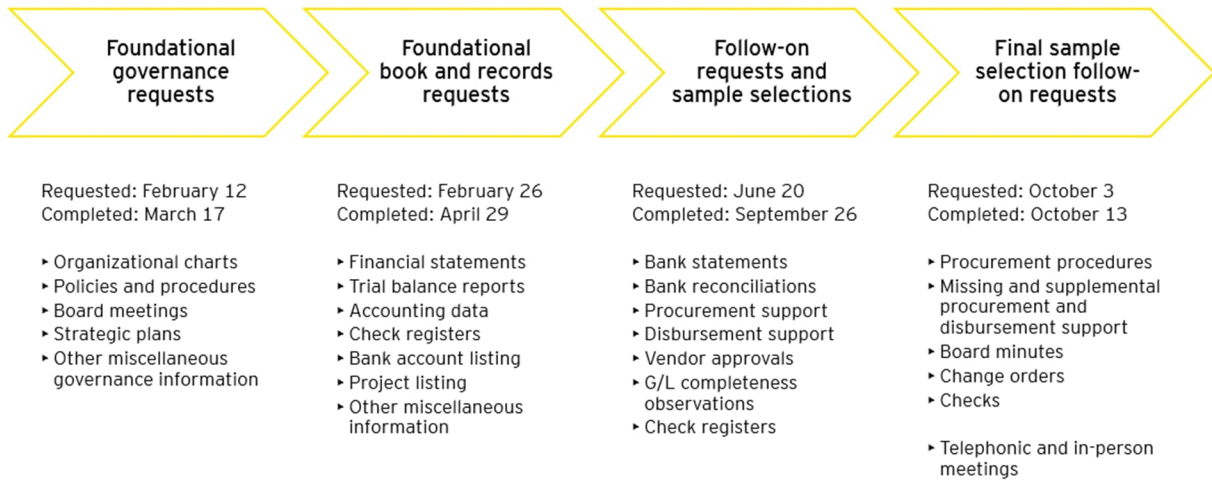 Foundational
governance
requests
Requested: February 12
Completed: March 17
‣ Organizational charts
‣ Policies and procedures
‣ Board meetings
‣ Strategic plans
‣ Other miscellaneous
governance information
Foundational
book and records
requests
Requested: February 26
Completed: April 29
‣ Financial statements
‣ Trial balance reports
‣ Accounting data
‣ Check registers
‣ Bank account listing
‣ Project listing
‣ Other miscellaneous
information
Follow-on
requests and
sample selections
Requested: June 20
Completed: September 26
‣ Bank statements
‣ Bank reconciliations
‣ Procurement support
‣ Disbursement support
‣ Vendor approvals
‣ G/L completeness
observations
‣ Check registers
Final sample
selection follow-
on requests
Requested: October 3
Completed: October 13
‣ Procurement procedures
‣ Missing and supplemental
procurement and
disbursement support
‣ Board minutes
‣ Change orders
‣ Checks
‣ Telephonic and in-person
meetings